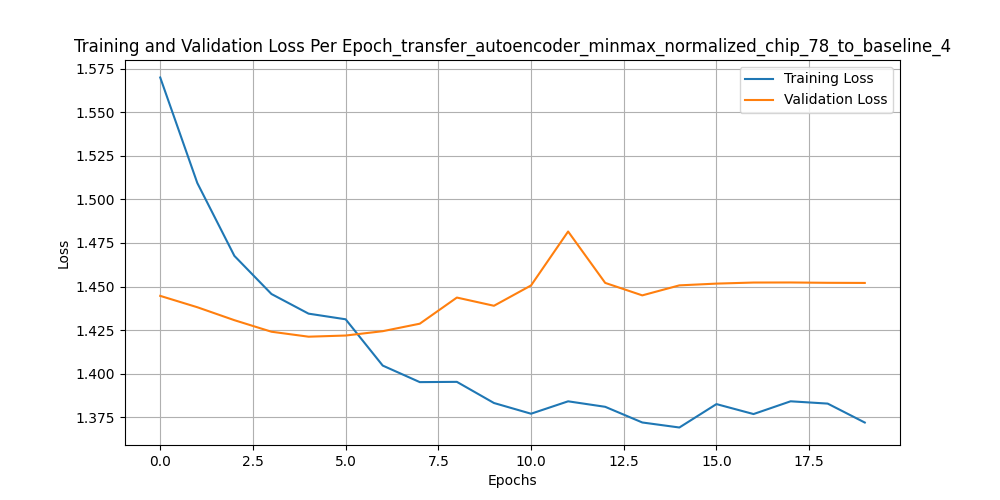 Training and Validation Loss Per Epoch_transfer_autoencoder_minmax_normalized_chip_78_to_baseline_4
Training Loss
Validation Loss
1.575
1.550
1.525
1.500
1.475
1.450
1.425
1.400
1.375
Loss
0.0 2.5 5.0 7.5 10.0 12.5 15.0 17.5
Epochs